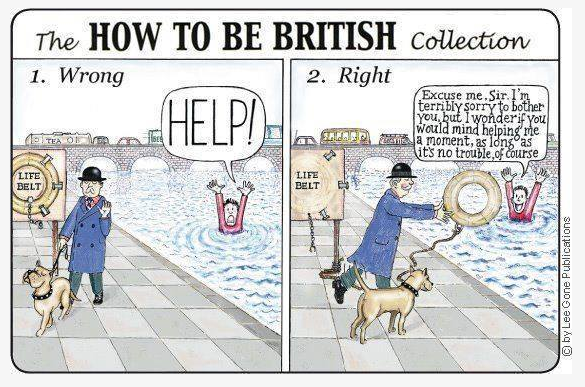 The HOW TO BE BRITISH Collection
1. Wrong
2. Right
TEA
LIFE
BELT
HELP!
LIFE
BELT
Excuse me, Sir. I'm
terribly sorry to bother
you, but I wonder if you
would mind helping me
a moment, as long as
it's no trouble, of course
© by Lee Gone Publications